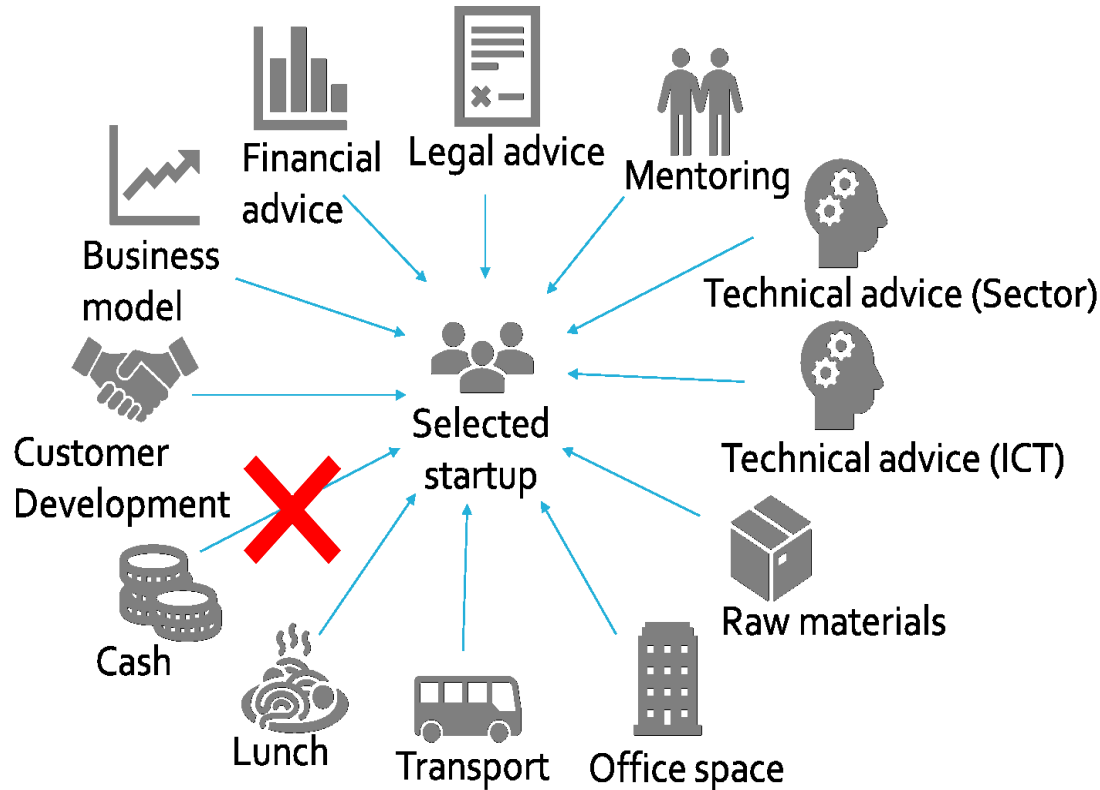 Financial
advice
Legal advice
Mentoring
Business
model
Technical advice (Sector)
Customer
Development
Selected
startup
Technical advice (ICT)
Cash
Raw materials
Lunch
Transport
Office space